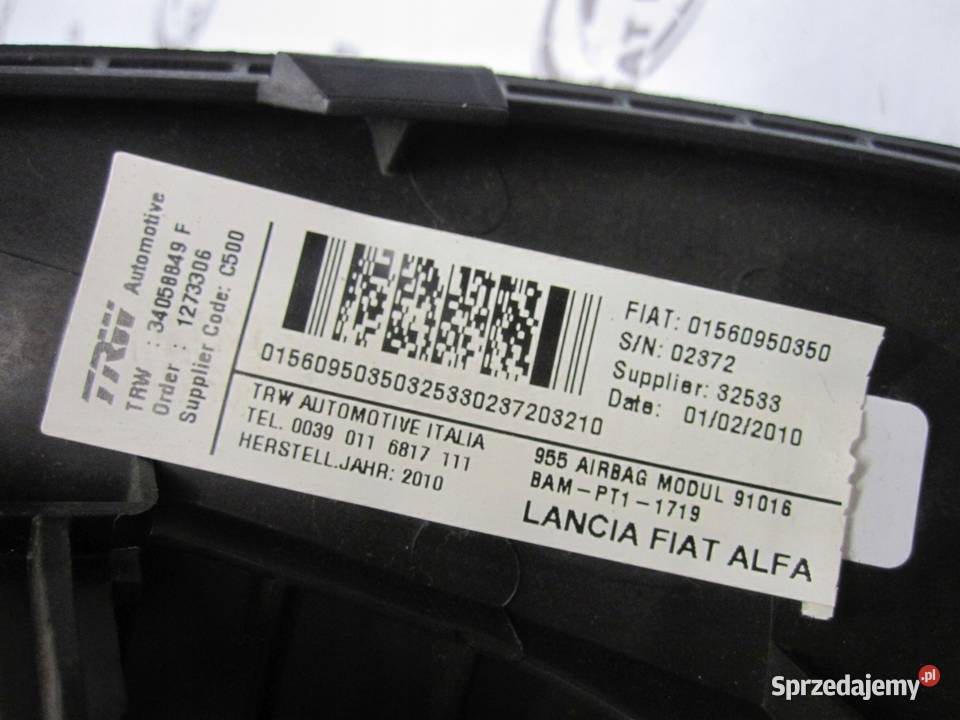 TRW Automotive
TRW : 34058849 F
Order : 1273306
Supplier Code: C500
01560950350325330237203210
FIAT: 01560950350
S/N: 02372
Supplier: 32533
Date: 01/02/2010
TRW AUTOMOTIVE ITALIA
TEL. 0039 011 6817 111
HERSTELL.JAHR: 2010
955 AIRBAG MODUL 91016
BAM-PT1-1719
LANCIA FIAT ALFA
Sprzedajemy.pl